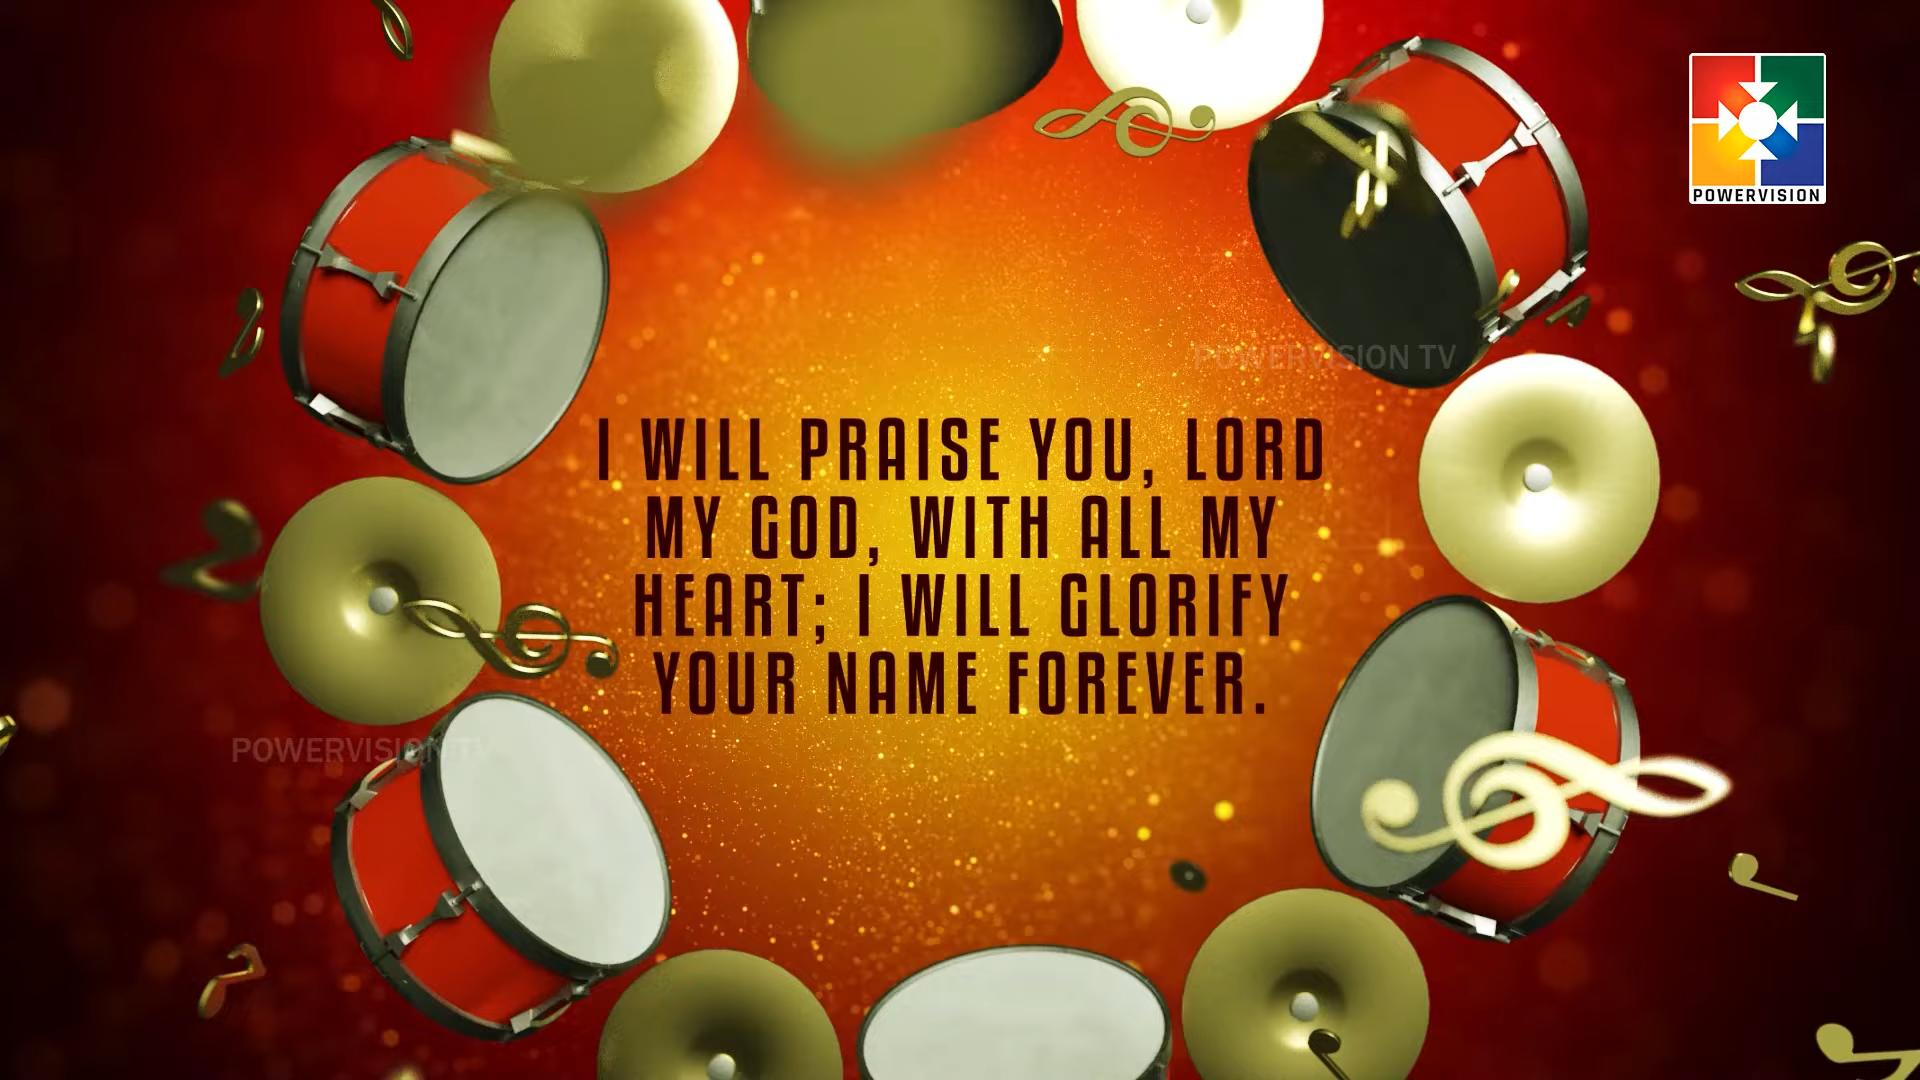 POWERVISION
POWERVISION TV
I WILL PRAISE YOU, LORD
MY GOD, WITH ALL MY
HEART; I WILL GLORIFY
YOUR NAME FOREVER.
POWERVISION TV